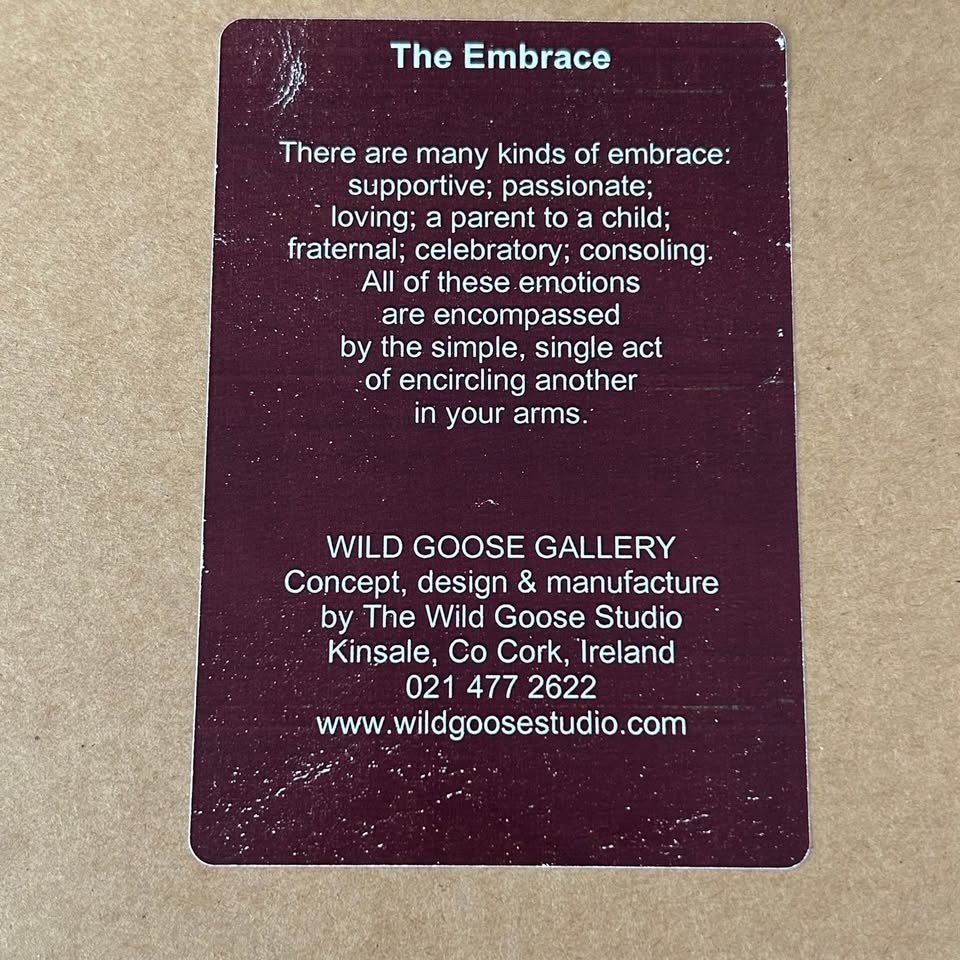 The Embrace
There are many kinds of embrace:
supportive; passionate;
loving; a parent to a child;
fraternal; celebratory; consoling.
All of these emotions
are encompassed
by the simple, single act
of encircling another
in your arms.
WILD GOOSE GALLERY
Concept, design & manufacture
by The Wild Goose Studio
Kinsale, Co Cork, Ireland
021 477 2622
www.wildgoosestudio.com